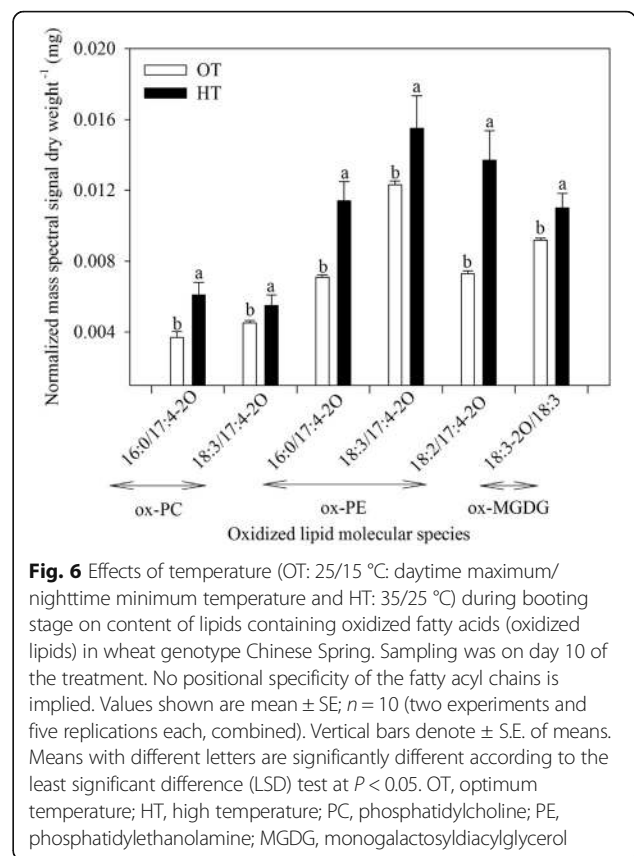 0.020
OT
HT
0.016
0.012
0.008
0.004
Normalized mass spectral signal dry weight⁻¹ (mg)
b a b a b a b a b a b a
16:0/17:4-2O
18:3/17:4-2O
16:0/17:4-2O
18:3/17:4-2O
18:2/17:4-2O
18:3-2O/18:3
ox-PC ox-PE ox-MGDG
Oxidized lipid molecular species
Fig. 6 Effects of temperature (OT: 25/15 °C: daytime maximum/
nighttime minimum temperature and HT: 35/25 °C) during booting
stage on content of lipids containing oxidized fatty acids (oxidized
lipids) in wheat genotype Chinese Spring. Sampling was on day 10 of
the treatment. No positional specificity of the fatty acyl chains is
implied. Values shown are mean ± SE; n = 10 (two experiments and
five replications each, combined). Vertical bars denote ± S.E. of means.
Means with different letters are significantly different according to the
least significant difference (LSD) test at P < 0.05. OT, optimum
temperature; HT, high temperature; PC, phosphatidylcholine; PE,
phosphatidylethanolamine; MGDG, monogalactosyldiacylglycerol